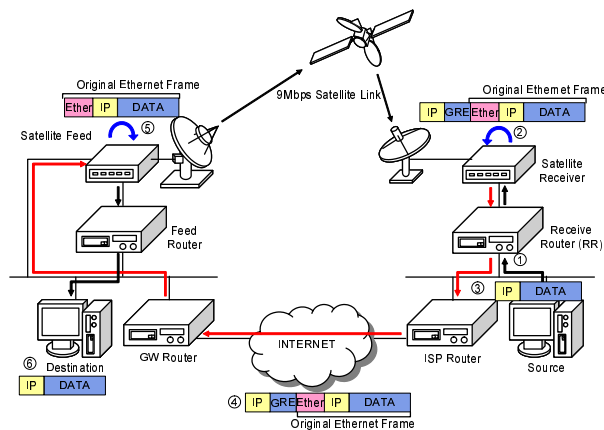 Original Ethernet Frame
Ether IP DATA
Satellite Feed
⑤
9Mbps Satellite Link
Original Ethernet Frame
IP GRE Ether IP DATA
②
Satellite
Receiver
Feed
Router
Receive
Router (RR)
①
③
IP DATA
⑥
Destination
IP DATA
GW Router
INTERNET
ISP Router
Source
④
IP GRE Ether IP DATA
Original Ethernet Frame